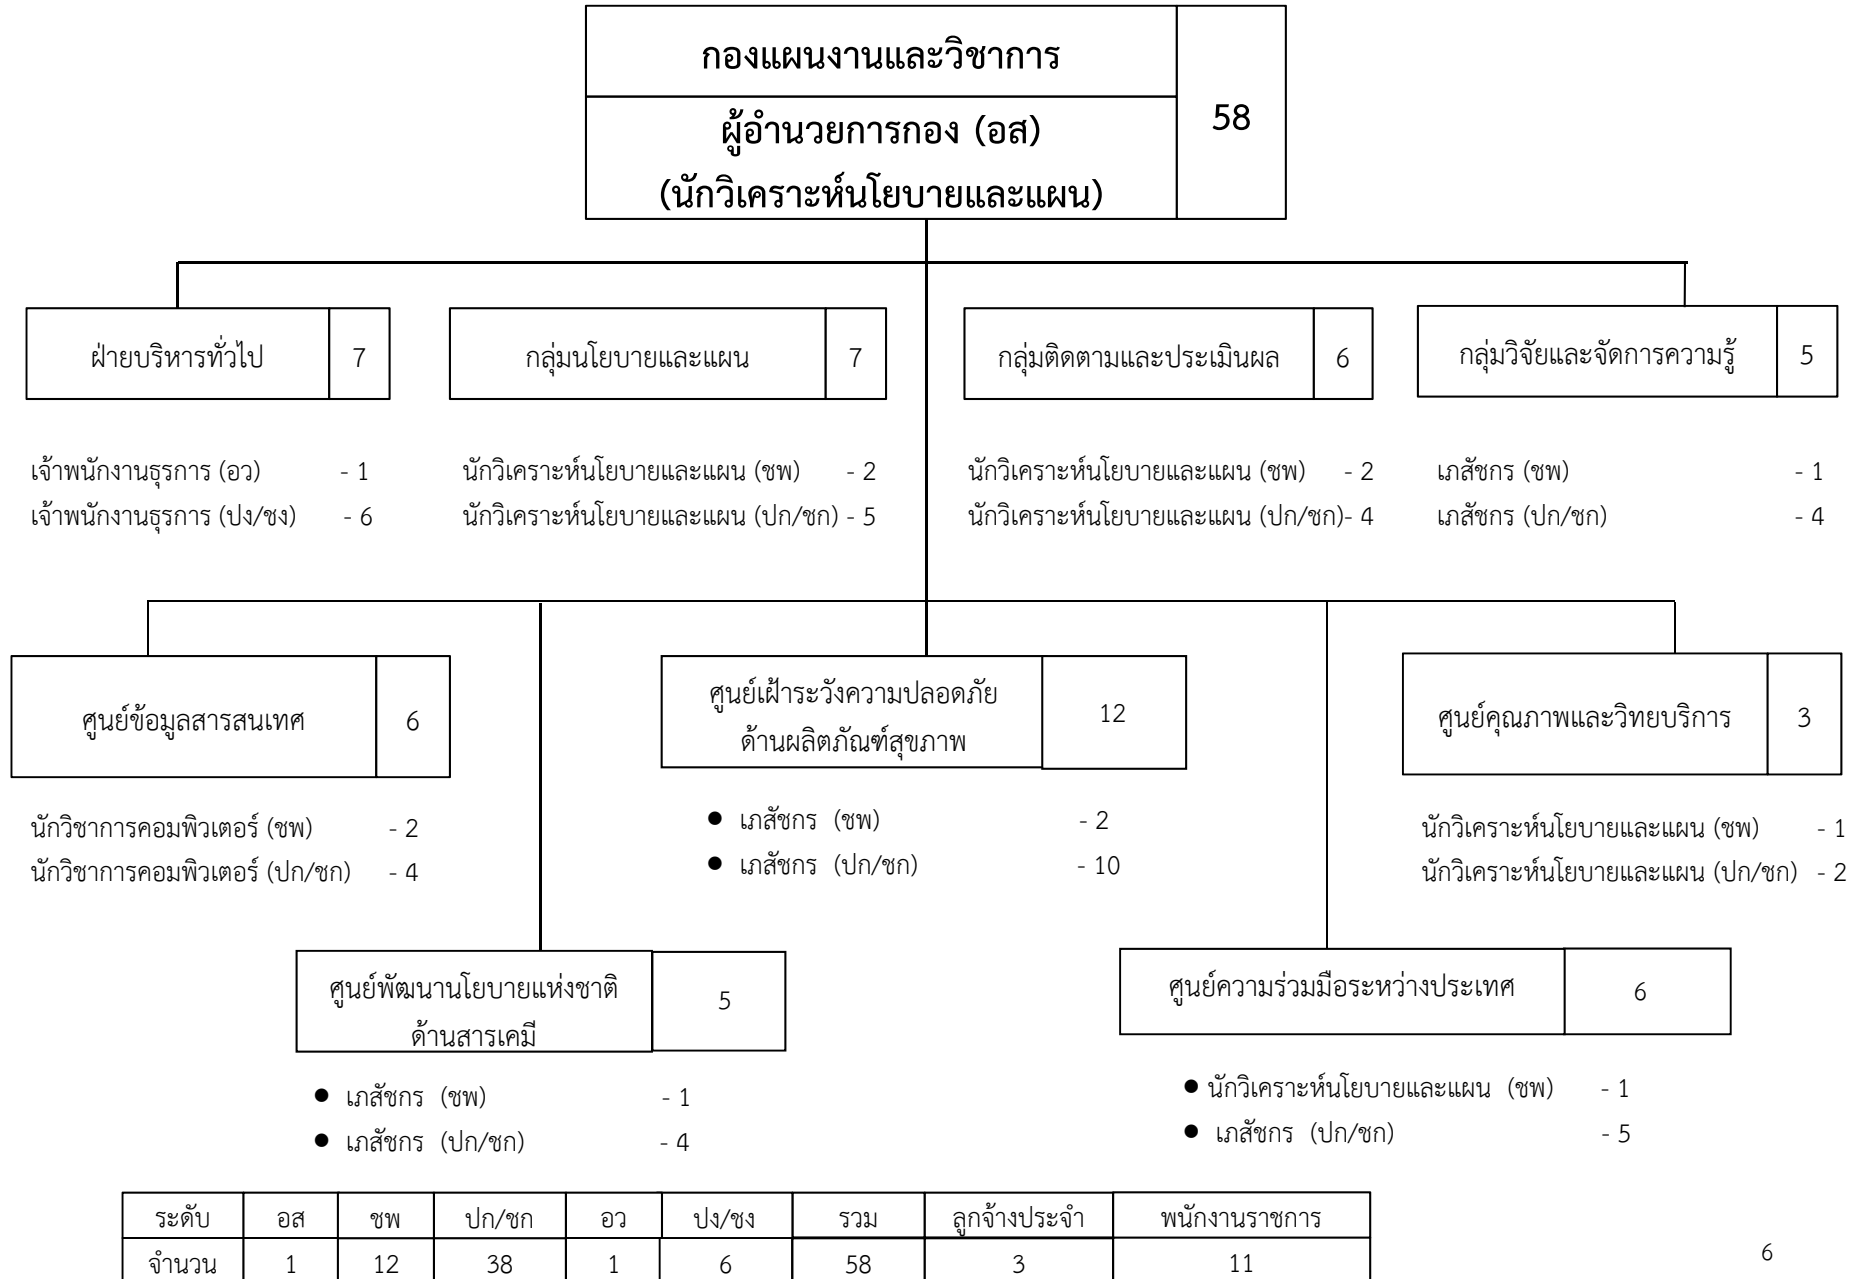 กองแผนงานและวิชาการ
58
ผู้อำนวยการกอง (อส)
(นักวิเคราะห์นโยบายและแผน)
ฝ่ายบริหารทั่วไป 7
กลุ่มนโยบายและแผน 7
กลุ่มติดตามและประเมินผล 6
กลุ่มวิจัยและจัดการความรู้ 5
เจ้าพนักงานธุรการ (อว) - 1
เจ้าพนักงานธุรการ (ปง/ชง) - 6
นักวิเคราะห์นโยบายและแผน (ชพ) - 2
นักวิเคราะห์นโยบายและแผน (ปก/ชก) - 5
นักวิเคราะห์นโยบายและแผน (ชพ) - 2
นักวิเคราะห์นโยบายและแผน (ปก/ชก)- 4
เภสัชกร (ชพ) - 1
เภสัชกร (ปก/ชก) - 4
ศูนย์ข้อมูลสารสนเทศ 6
ศูนย์เฝ้าระวังความปลอดภัย
ด้านผลิตภัณฑ์สุขภาพ
12
ศูนย์คุณภาพและวิทยบริการ 3
นักวิชาการคอมพิวเตอร์ (ชพ) - 2
นักวิชาการคอมพิวเตอร์ (ปก/ชก) - 4
● เภสัชกร (ชพ) - 2
● เภสัชกร (ปก/ชก) - 10
นักวิเคราะห์นโยบายและแผน (ชพ) - 1
นักวิเคราะห์นโยบายและแผน (ปก/ชก) - 2
ศูนย์พัฒนานโยบายแห่งชาติ
ด้านสารเคมี
5
ศูนย์ความร่วมมือระหว่างประเทศ 6
● เภสัชกร (ชพ) - 1
● เภสัชกร (ปก/ชก) - 4
● นักวิเคราะห์นโยบายและแผน (ชพ) - 1
● เภสัชกร (ปก/ชก) - 5
ระดับ อส ชพ ปก/ชก อว ปง/ชง รวม ลูกจ้างประจำ พนักงานราชการ
จำนวน 1 12 38 1 6 58 3 11
6